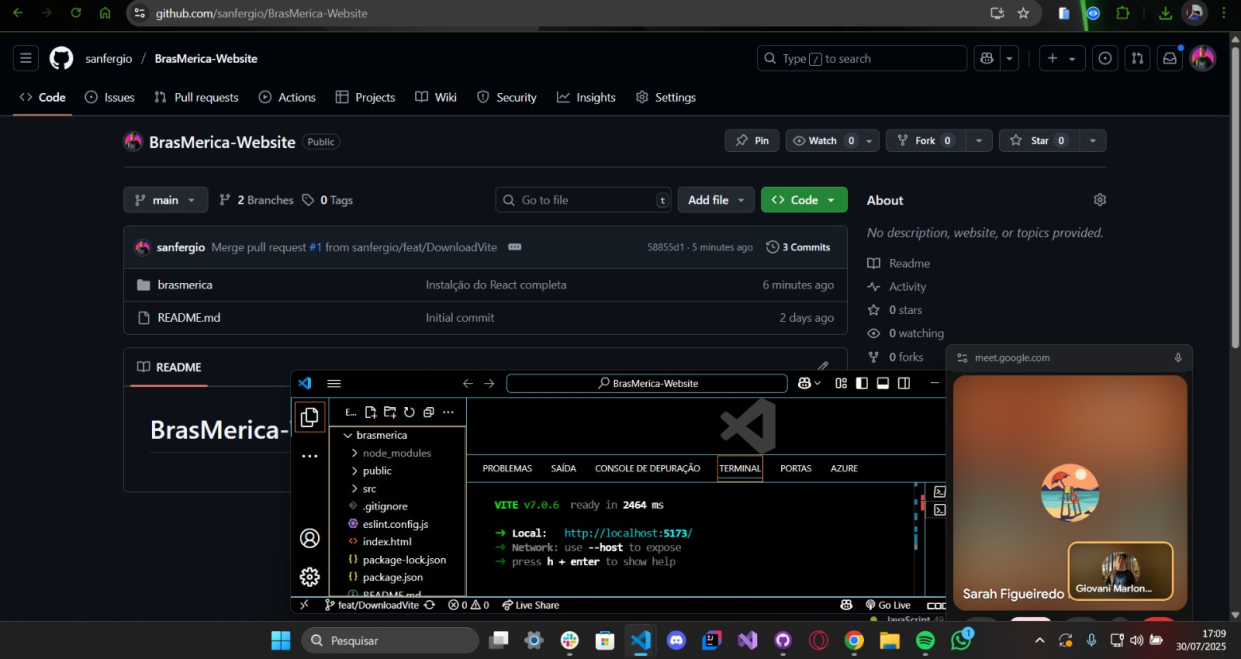 github.com/sanfergio/BrasMerica-Website
sanfergio / BrasMerica-Website
Type / to search
Code Issues Pull requests Actions Projects Wiki Security Insights Settings
BrasMerica-Website Public
Pin Watch 0 Fork 0 Star 0
main 2 Branches 0 Tags
Go to file t Add file Code
About
No description, website, or topics provided.
sanfergio Merge pull request #1 from sanfergio/feat/DownloadVite 58855d1 · 5 minutes ago 3 Commits
brasmerica Instalção do React completa 6 minutes ago
README.md Initial commit 2 days ago
Readme
Activity
0 stars
0 watching
0 forks
README
BrasMerica-
BrasMerica-Website
E...
brasmerica
node_modules
public
src
.gitignore
eslint.config.js
index.html
package-lock.json
package.json
README.md
PROBLEMAS SAÍDA CONSOLE DE DEPURAÇÃO TERMINAL PORTAS AZURE
VITE v7.0.6 ready in 2464 ms
➜ Local: http://localhost:5173/
➜ Network: use --host to expose
➜ press h + enter to show help
feat/DownloadVite 0 0 Live Share Go Live
meet.google.com
Sarah Figueiredo
Giovani Marlon...
JavaScript 49
Pesquisar
1
17:09
30/07/2025